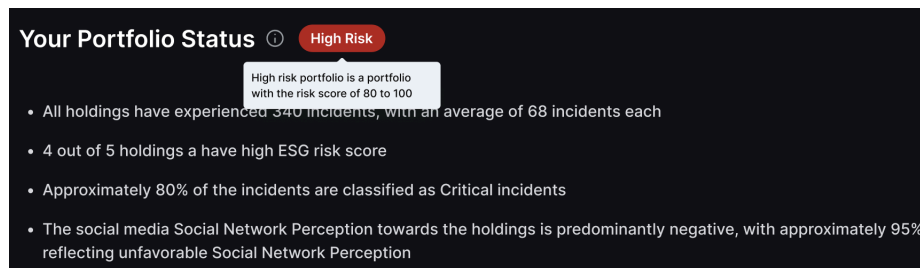 Your Portfolio Status High Risk
High risk portfolio is a portfolio
with the risk score of 80 to 100
• All holdings have experienced 340 incidents, with an average of 68 incidents each
• 4 out of 5 holdings a have high ESG risk score
• Approximately 80% of the incidents are classified as Critical incidents
• The social media Social Network Perception towards the holdings is predominantly negative, with approximately 95%
reflecting unfavorable Social Network Perception